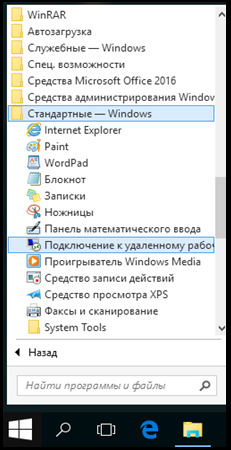 WinRAR
Автозагрузка
Служебные — Windows
Спец. возможности
Средства Microsoft Office 2016
Средства администрирования Window
Стандартные — Windows
Internet Explorer
Paint
WordPad
Блокнот
Записки
Ножницы
Панель математического ввода
Подключение к удаленному рабо
Проигрыватель Windows Media
Средство записи действий
Средство просмотра XPS
Факсы и сканирование
System Tools
Назад
Найти программы и файлы